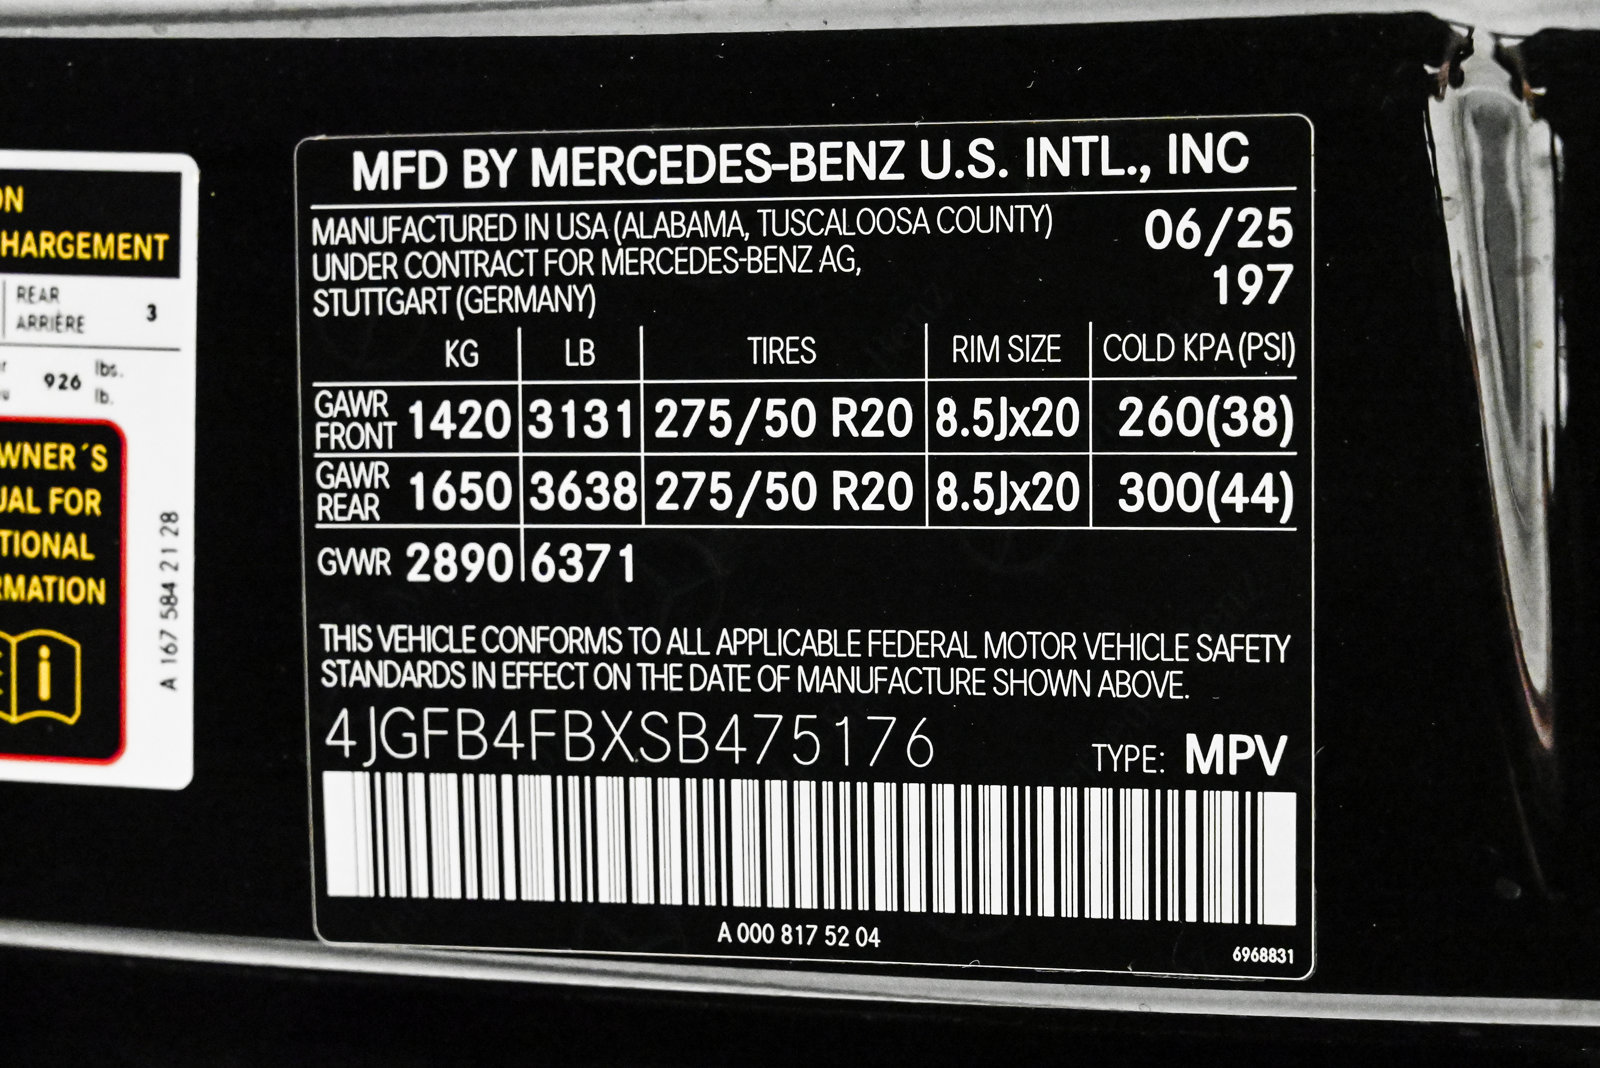 ON
HARGEMENT
REAR
ARRIÈRE
3
926
lbs.
lb.
WNER´S
UAL FOR
TIONAL
RMATION
i
A 167 584 21 28
MFD BY MERCEDES-BENZ U.S. INTL., INC
MANUFACTURED IN USA (ALABAMA, TUSCALOOSA COUNTY) 06/25
UNDER CONTRACT FOR MERCEDES-BENZ AG, 197
STUTTGART (GERMANY)
KG LB TIRES RIM SIZE COLD KPA (PSI)
GAWR FRONT 1420 3131 275/50 R20 8.5Jx20 260(38)
GAWR REAR 1650 3638 275/50 R20 8.5Jx20 300(44)
GVWR 2890 6371
THIS VEHICLE CONFORMS TO ALL APPLICABLE FEDERAL MOTOR VEHICLE SAFETY
STANDARDS IN EFFECT ON THE DATE OF MANUFACTURE SHOWN ABOVE.
4JGFB4FBXSB475176 TYPE: MPV
A 000 817 52 04
6968831